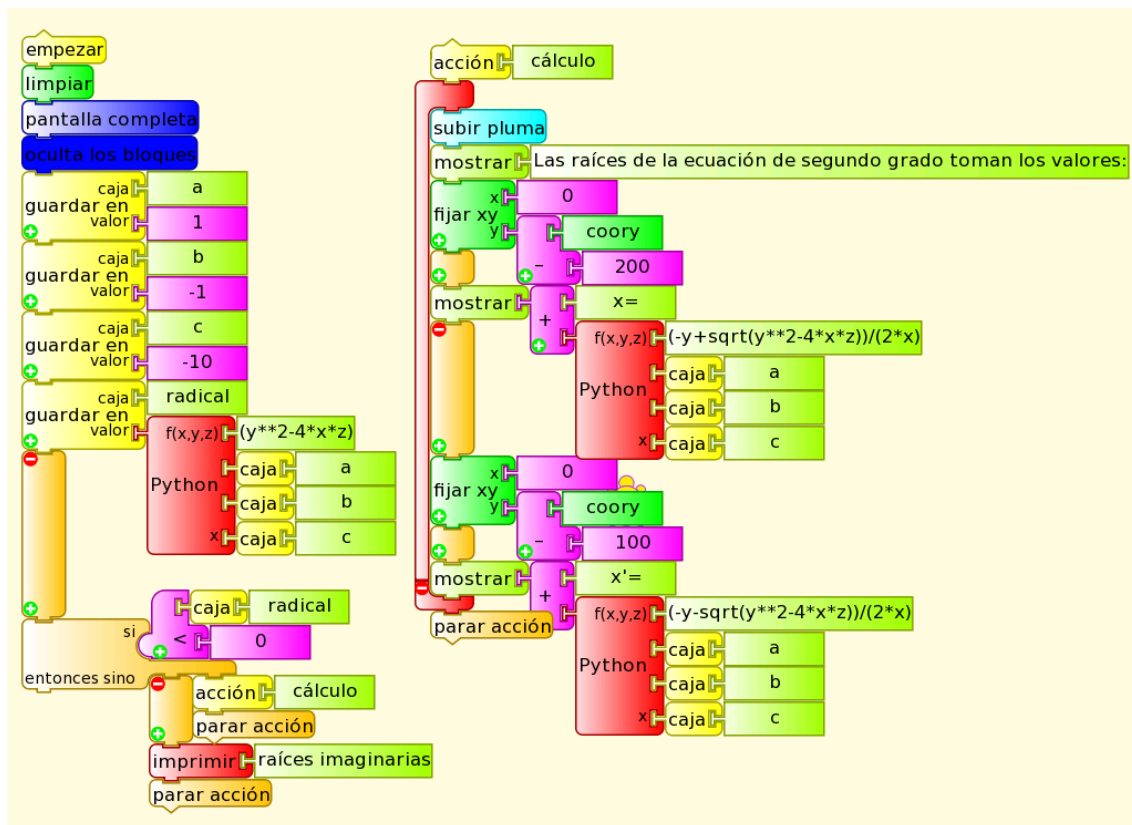 empezar
limpiar
pantalla completa
oculta los bloques
caja a
guardar en
valor 1
caja b
guardar en
valor -1
caja c
guardar en
valor -10
caja radical
guardar en
valor f(x,y,z) (y**2-4*x*z)
caja a
Python
caja b
x caja c
caja radical
si
< 0
entonces sino
acción cálculo
parar acción
imprimir raíces imaginarias
parar acción
acción cálculo
subir pluma
mostrar Las raíces de la ecuación de segundo grado toman los valores:
x 0
fijar xy
y coory
- 200
mostrar x=
+
f(x,y,z) (-y+sqrt(y**2-4*x*z))/(2*x)
caja a
Python
caja b
x caja c
x 0
fijar xy
y coory
- 100
mostrar x'=
+
parar acción
f(x,y,z) (-y-sqrt(y**2-4*x*z))/(2*x)
caja a
Python
caja b
x caja c